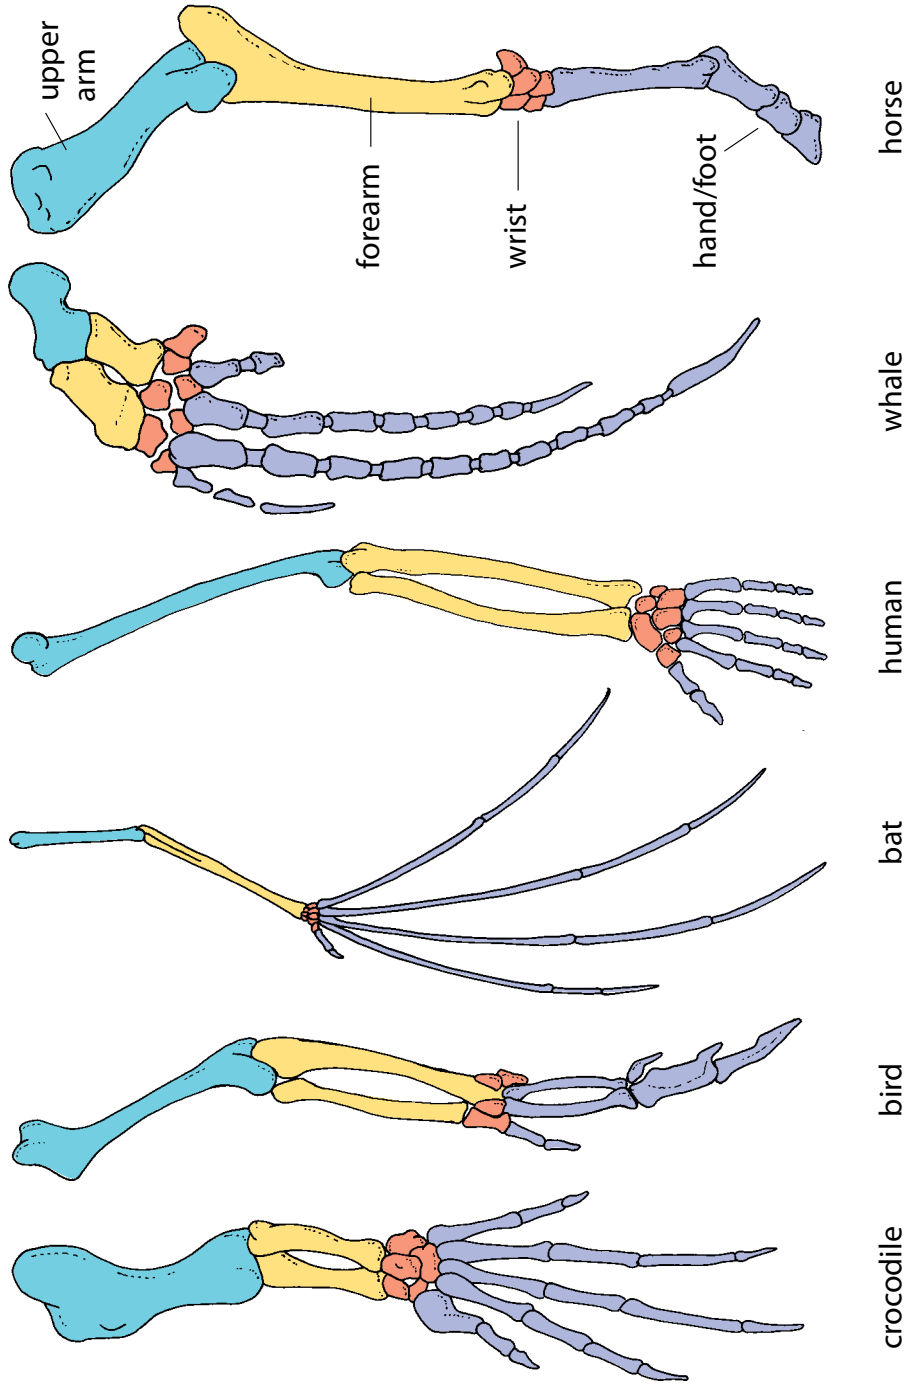 upper
arm
forearm
wrist
hand/foot
crocodile
bird
bat
human
whale
horse